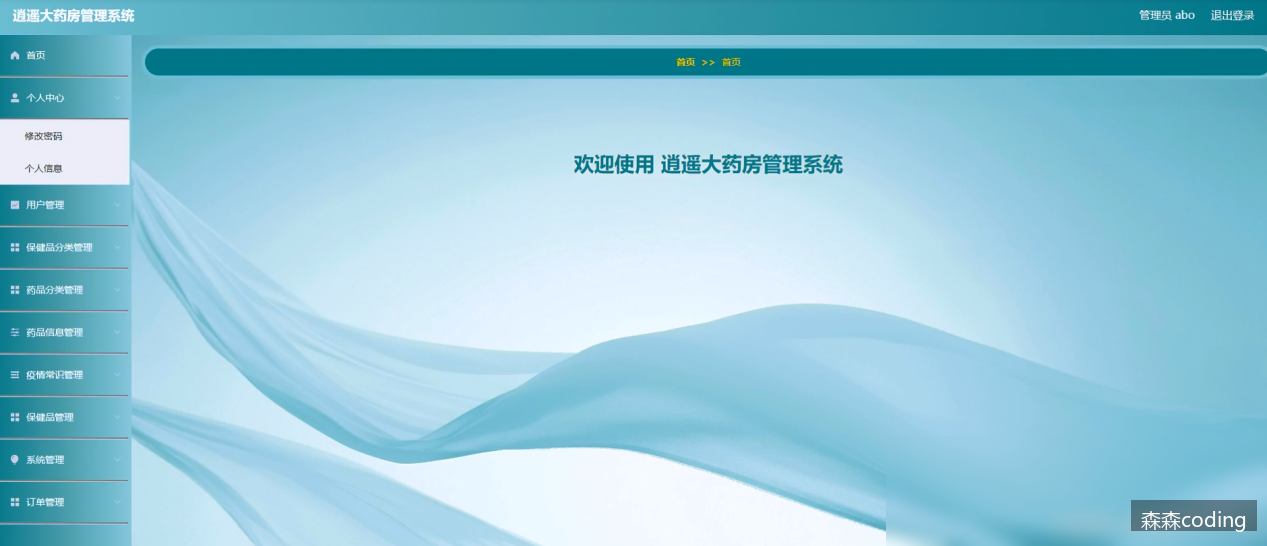 逍遥大药房管理系统
管理员 abo 退出登录
首页
个人中心
修改密码
个人信息
用户管理
保健品分类管理
药品分类管理
药品信息管理
疫情常识管理
保健品管理
系统管理
订单管理
首页 >> 首页
欢迎使用 逍遥大药房管理系统
森森coding